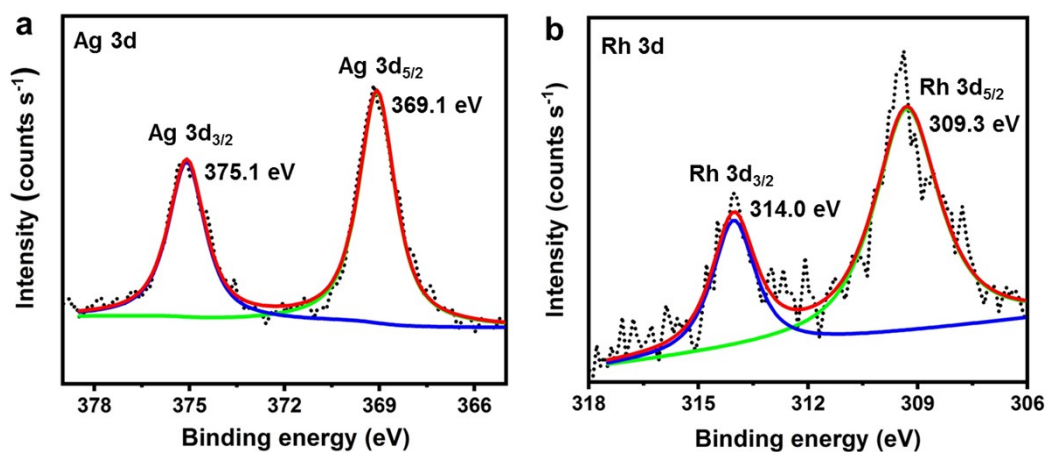 a
Ag 3d
Ag 3d5/2
369.1 eV
Ag 3d3/2
375.1 eV
Intensity (counts s-1)
378 375 372 369 366
Binding energy (eV)
b
Rh 3d
Rh 3d5/2
309.3 eV
Rh 3d3/2
314.0 eV
Intensity (counts s-1)
318 315 312 309 306
Binding energy (eV)